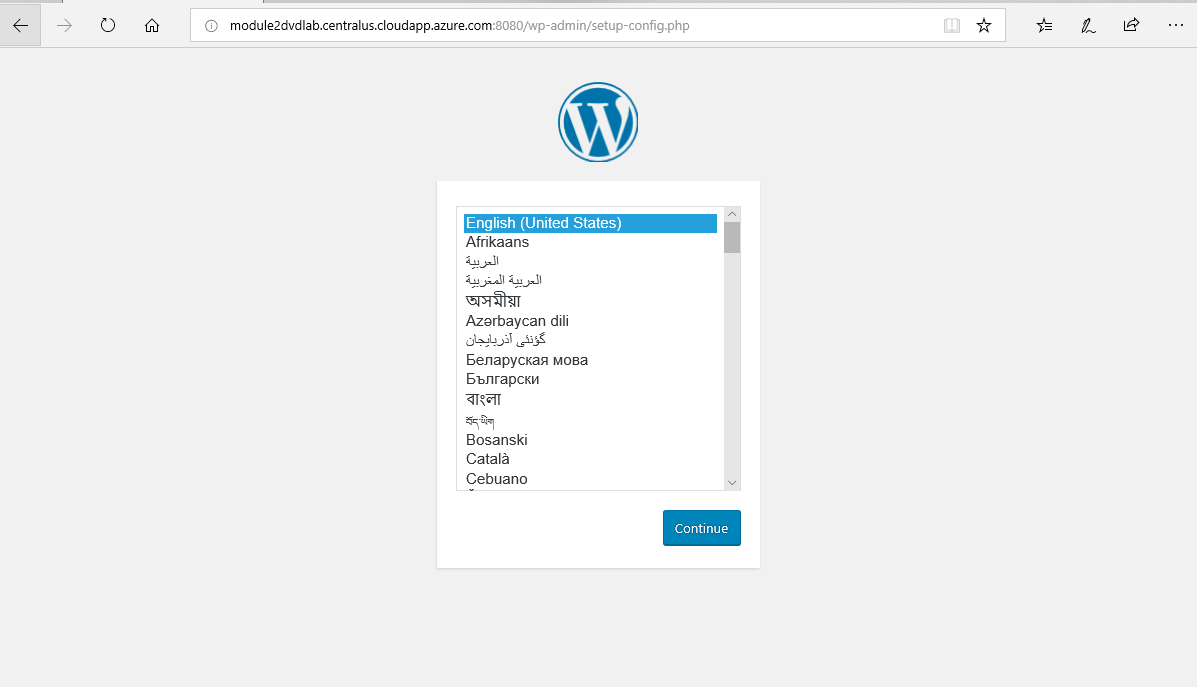 module2dvdlab.centralus.cloudapp.azure.com:8080/wp-admin/setup-config.php
English (United States)
Afrikaans
العربية
العربية المغربية
অসমীয়া
Azərbaycan dili
گؤنئی آذربایجان
Беларуская мова
Български
বাংলা
བོད་ཡིག
Bosanski
Català
Cebuano
Continue